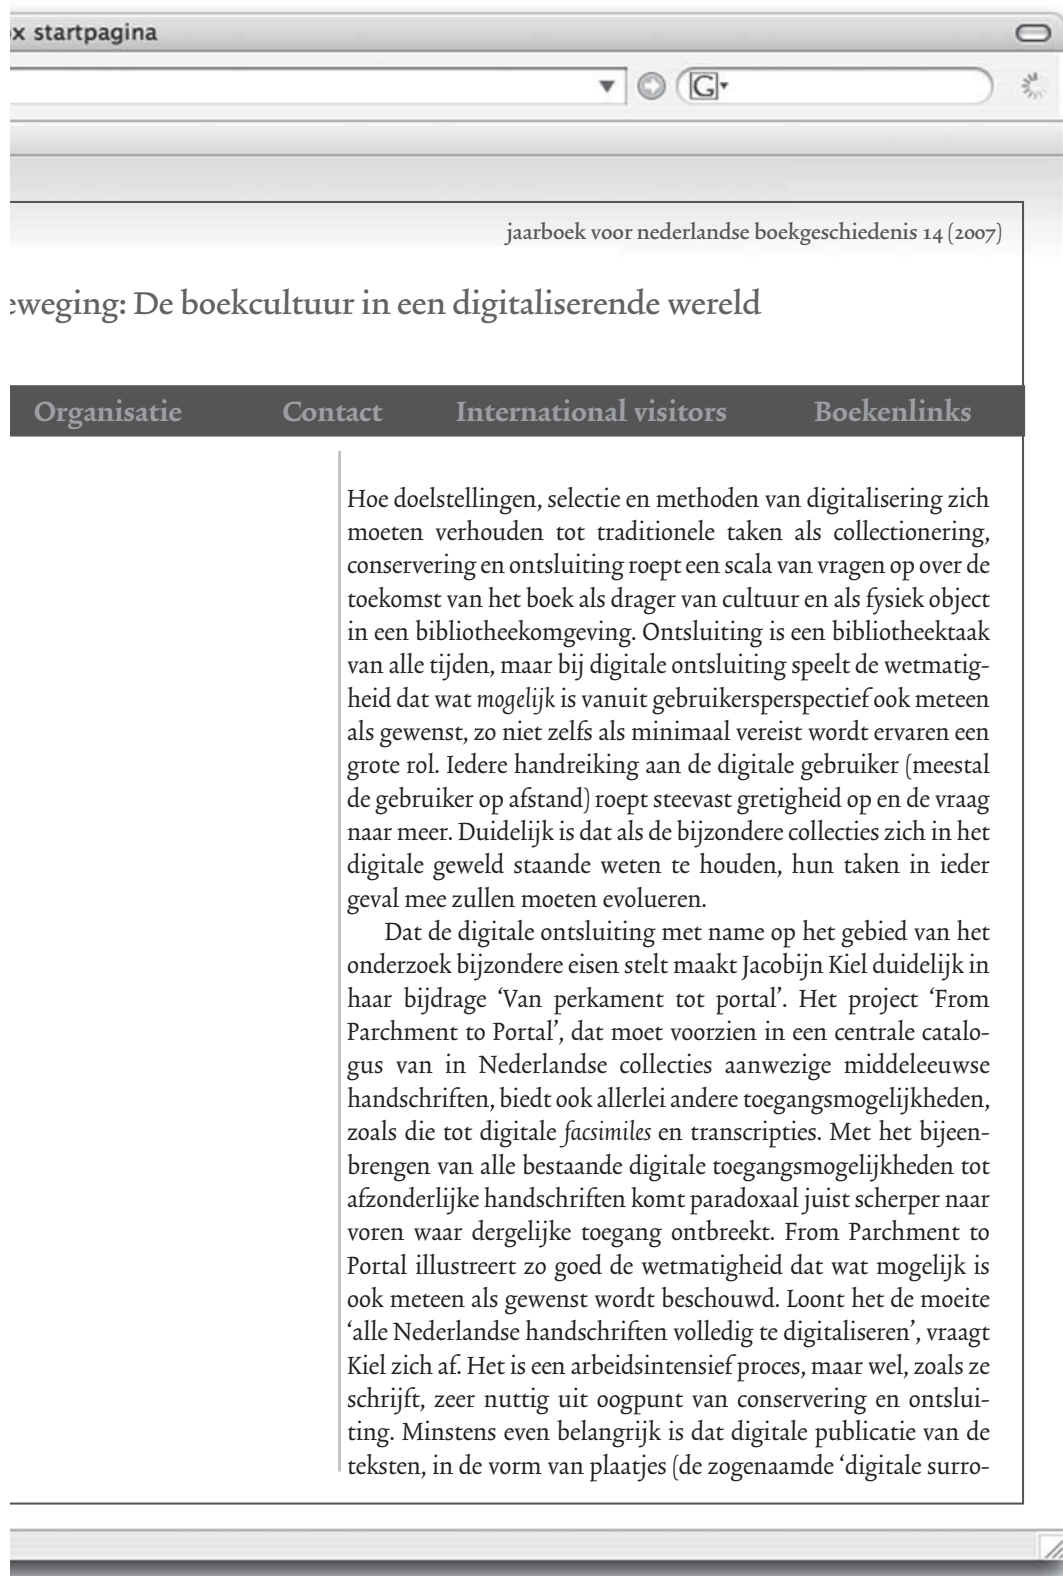 x startpagina
G
jaarboek voor nederlandse boekgeschiedenis 14 (2007)
eweging: De boekcultuur in een digitaliserende wereld
Organisatie Contact International visitors Boekenlinks
Hoe doelstellingen, selectie en methoden van digitalisering zich
moeten verhouden tot traditionele taken als collectionering,
conservering en ontsluiting roept een scala van vragen op over de
toekomst van het boek als drager van cultuur en als fysiek object
in een bibliotheekomgeving. Ontsluiting is een bibliotheektaak
van alle tijden, maar bij digitale ontsluiting speelt de wetmatig-
heid dat wat mogelijk is vanuit gebruikersperspectief ook meteen
als gewenst, zo niet zelfs als minimaal vereist wordt ervaren een
grote rol. Iedere handreiking aan de digitale gebruiker (meestal
de gebruiker op afstand) roept steevast gretigheid op en de vraag
naar meer. Duidelijk is dat als de bijzondere collecties zich in het
digitale geweld staande weten te houden, hun taken in ieder
geval mee zullen moeten evolueren.
Dat de digitale ontsluiting met name op het gebied van het
onderzoek bijzondere eisen stelt maakt Jacobijn Kiel duidelijk in
haar bijdrage ‘Van perkament tot portal’. Het project ‘From
Parchment to Portal’, dat moet voorzien in een centrale catalo-
gus van in Nederlandse collecties aanwezige middeleeuwse
handschriften, biedt ook allerlei andere toegangsmogelijkheden,
zoals die tot digitale facsimiles en transcripties. Met het bijeen-
brengen van alle bestaande digitale toegangsmogelijkheden tot
afzonderlijke handschriften komt paradoxaal juist scherper naar
voren waar dergelijke toegang ontbreekt. From Parchment to
Portal illustreert zo goed de wetmatigheid dat wat mogelijk is
ook meteen als gewenst wordt beschouwd. Loont het de moeite
‘alle Nederlandse handschriften volledig te digitaliseren’, vraagt
Kiel zich af. Het is een arbeidsintensief proces, maar wel, zoals ze
schrijft, zeer nuttig uit oogpunt van conservering en ontslui-
ting. Minstens even belangrijk is dat digitale publicatie van de
teksten, in de vorm van plaatjes (de zogenaamde ‘digitale surro-